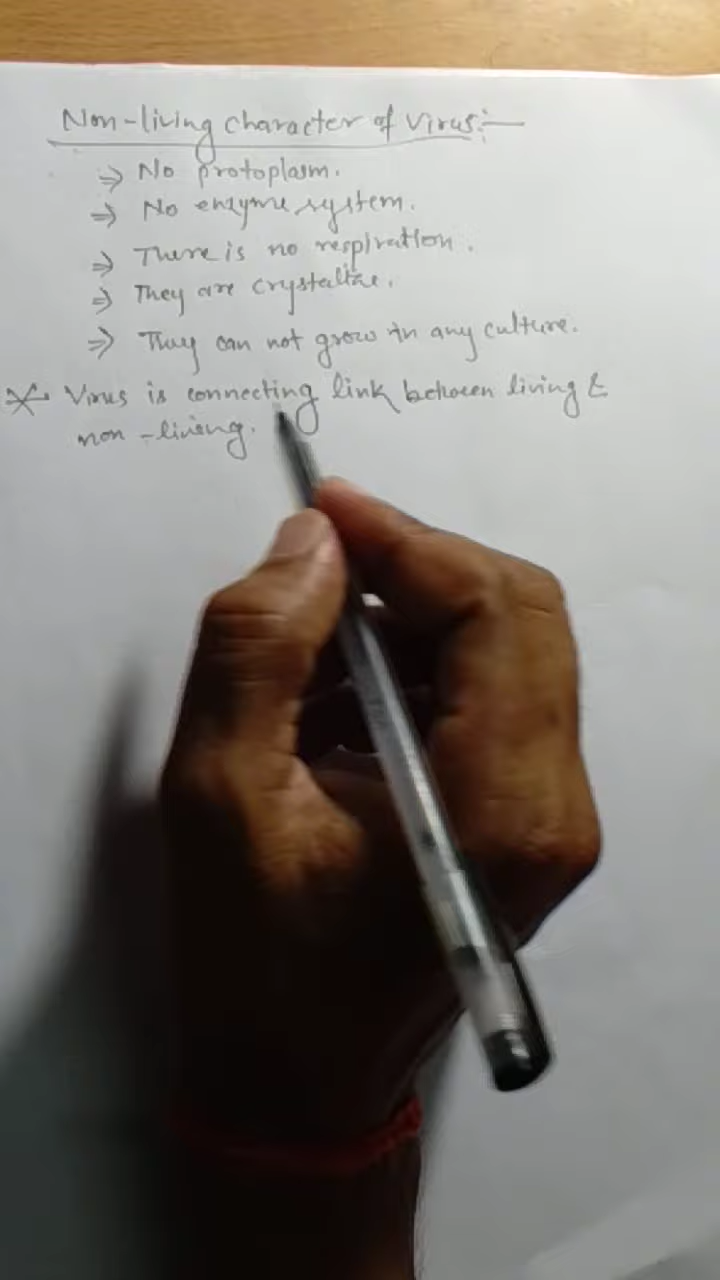 Non-living character of Virus:-
⇒ No protoplasm.
⇒ No enzyme system.
⇒ There is no respiration.
⇒ They are crystallize.
⇒ They can not grow in any culture.
* Virus is connecting link between living &
non-living.